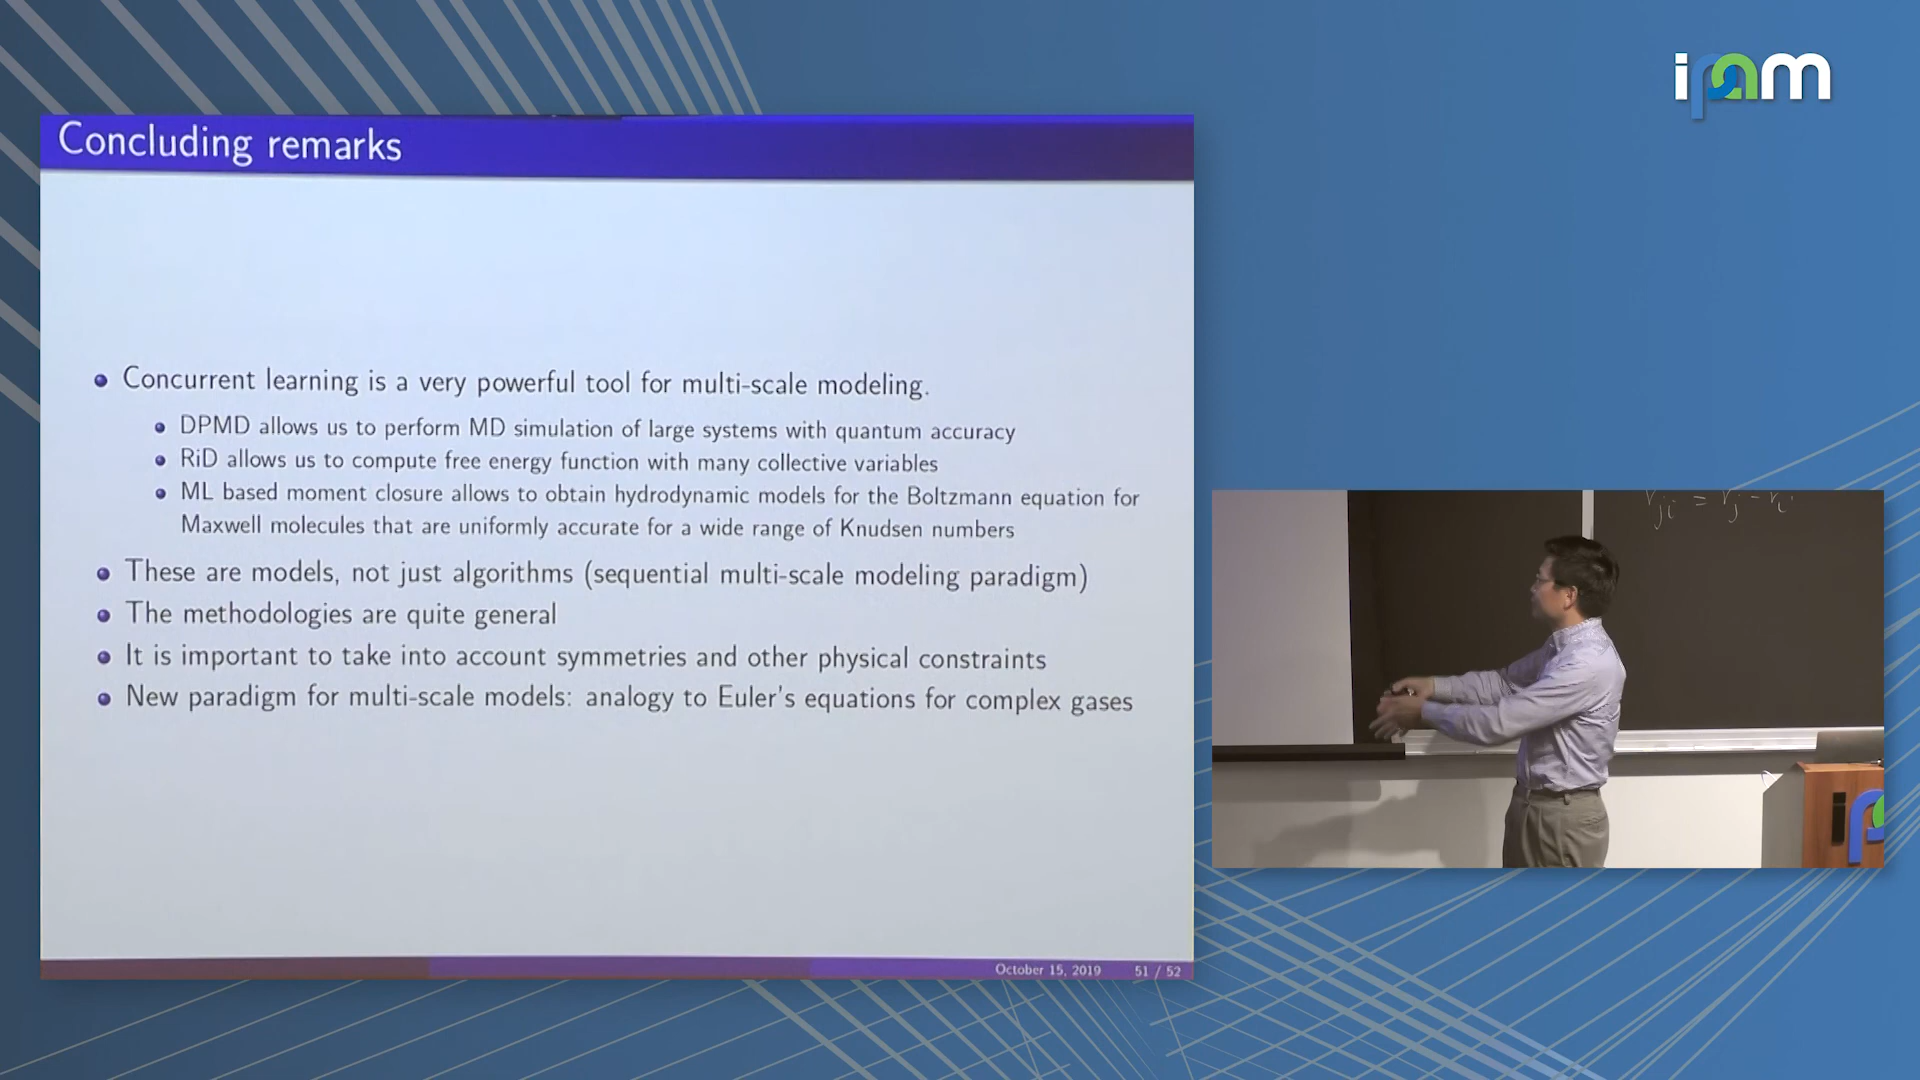 ipam
Concluding remarks
Concurrent learning is a very powerful tool for multi-scale modeling.
DPMD allows us to perform MD simulation of large systems with quantum accuracy
RiD allows us to compute free energy function with many collective variables
ML based moment closure allows to obtain hydrodynamic models for the Boltzmann equation for
Maxwell molecules that are uniformly accurate for a wide range of Knudsen numbers
These are models, not just algorithms (sequential multi-scale modeling paradigm)
The methodologies are quite general
It is important to take into account symmetries and other physical constraints
New paradigm for multi-scale models: analogy to Euler's equations for complex gases
October 15, 2019 51 / 52
r_ji = r_j - r_i